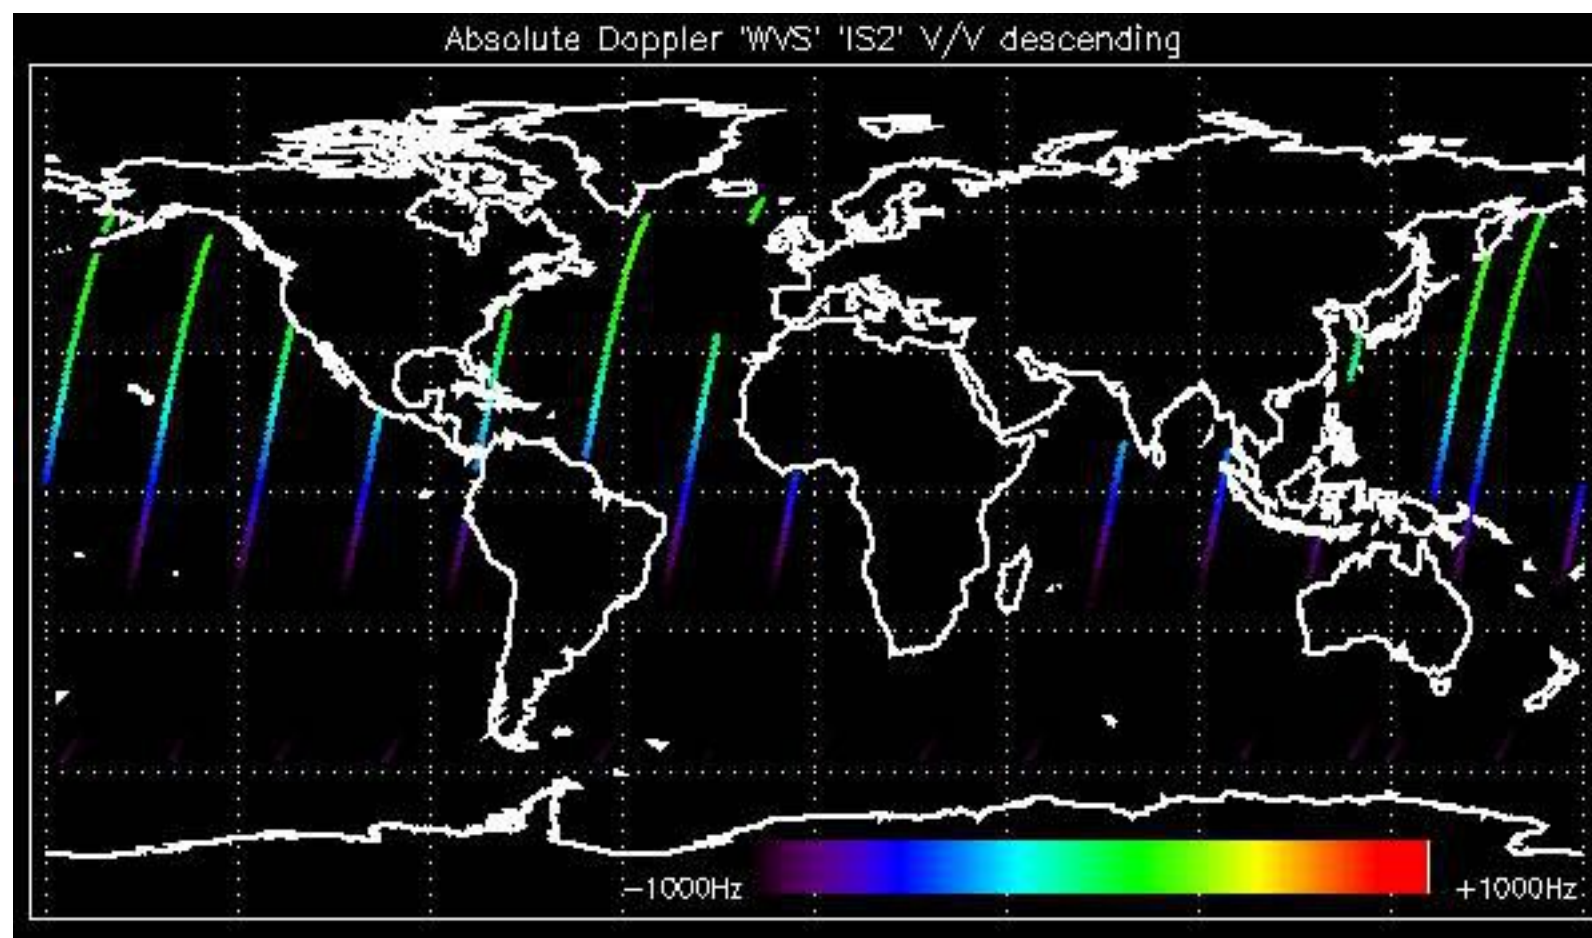 Absolute Doppler 'WVS' 'IS2' V/V descending
-1000Hz +1000Hz